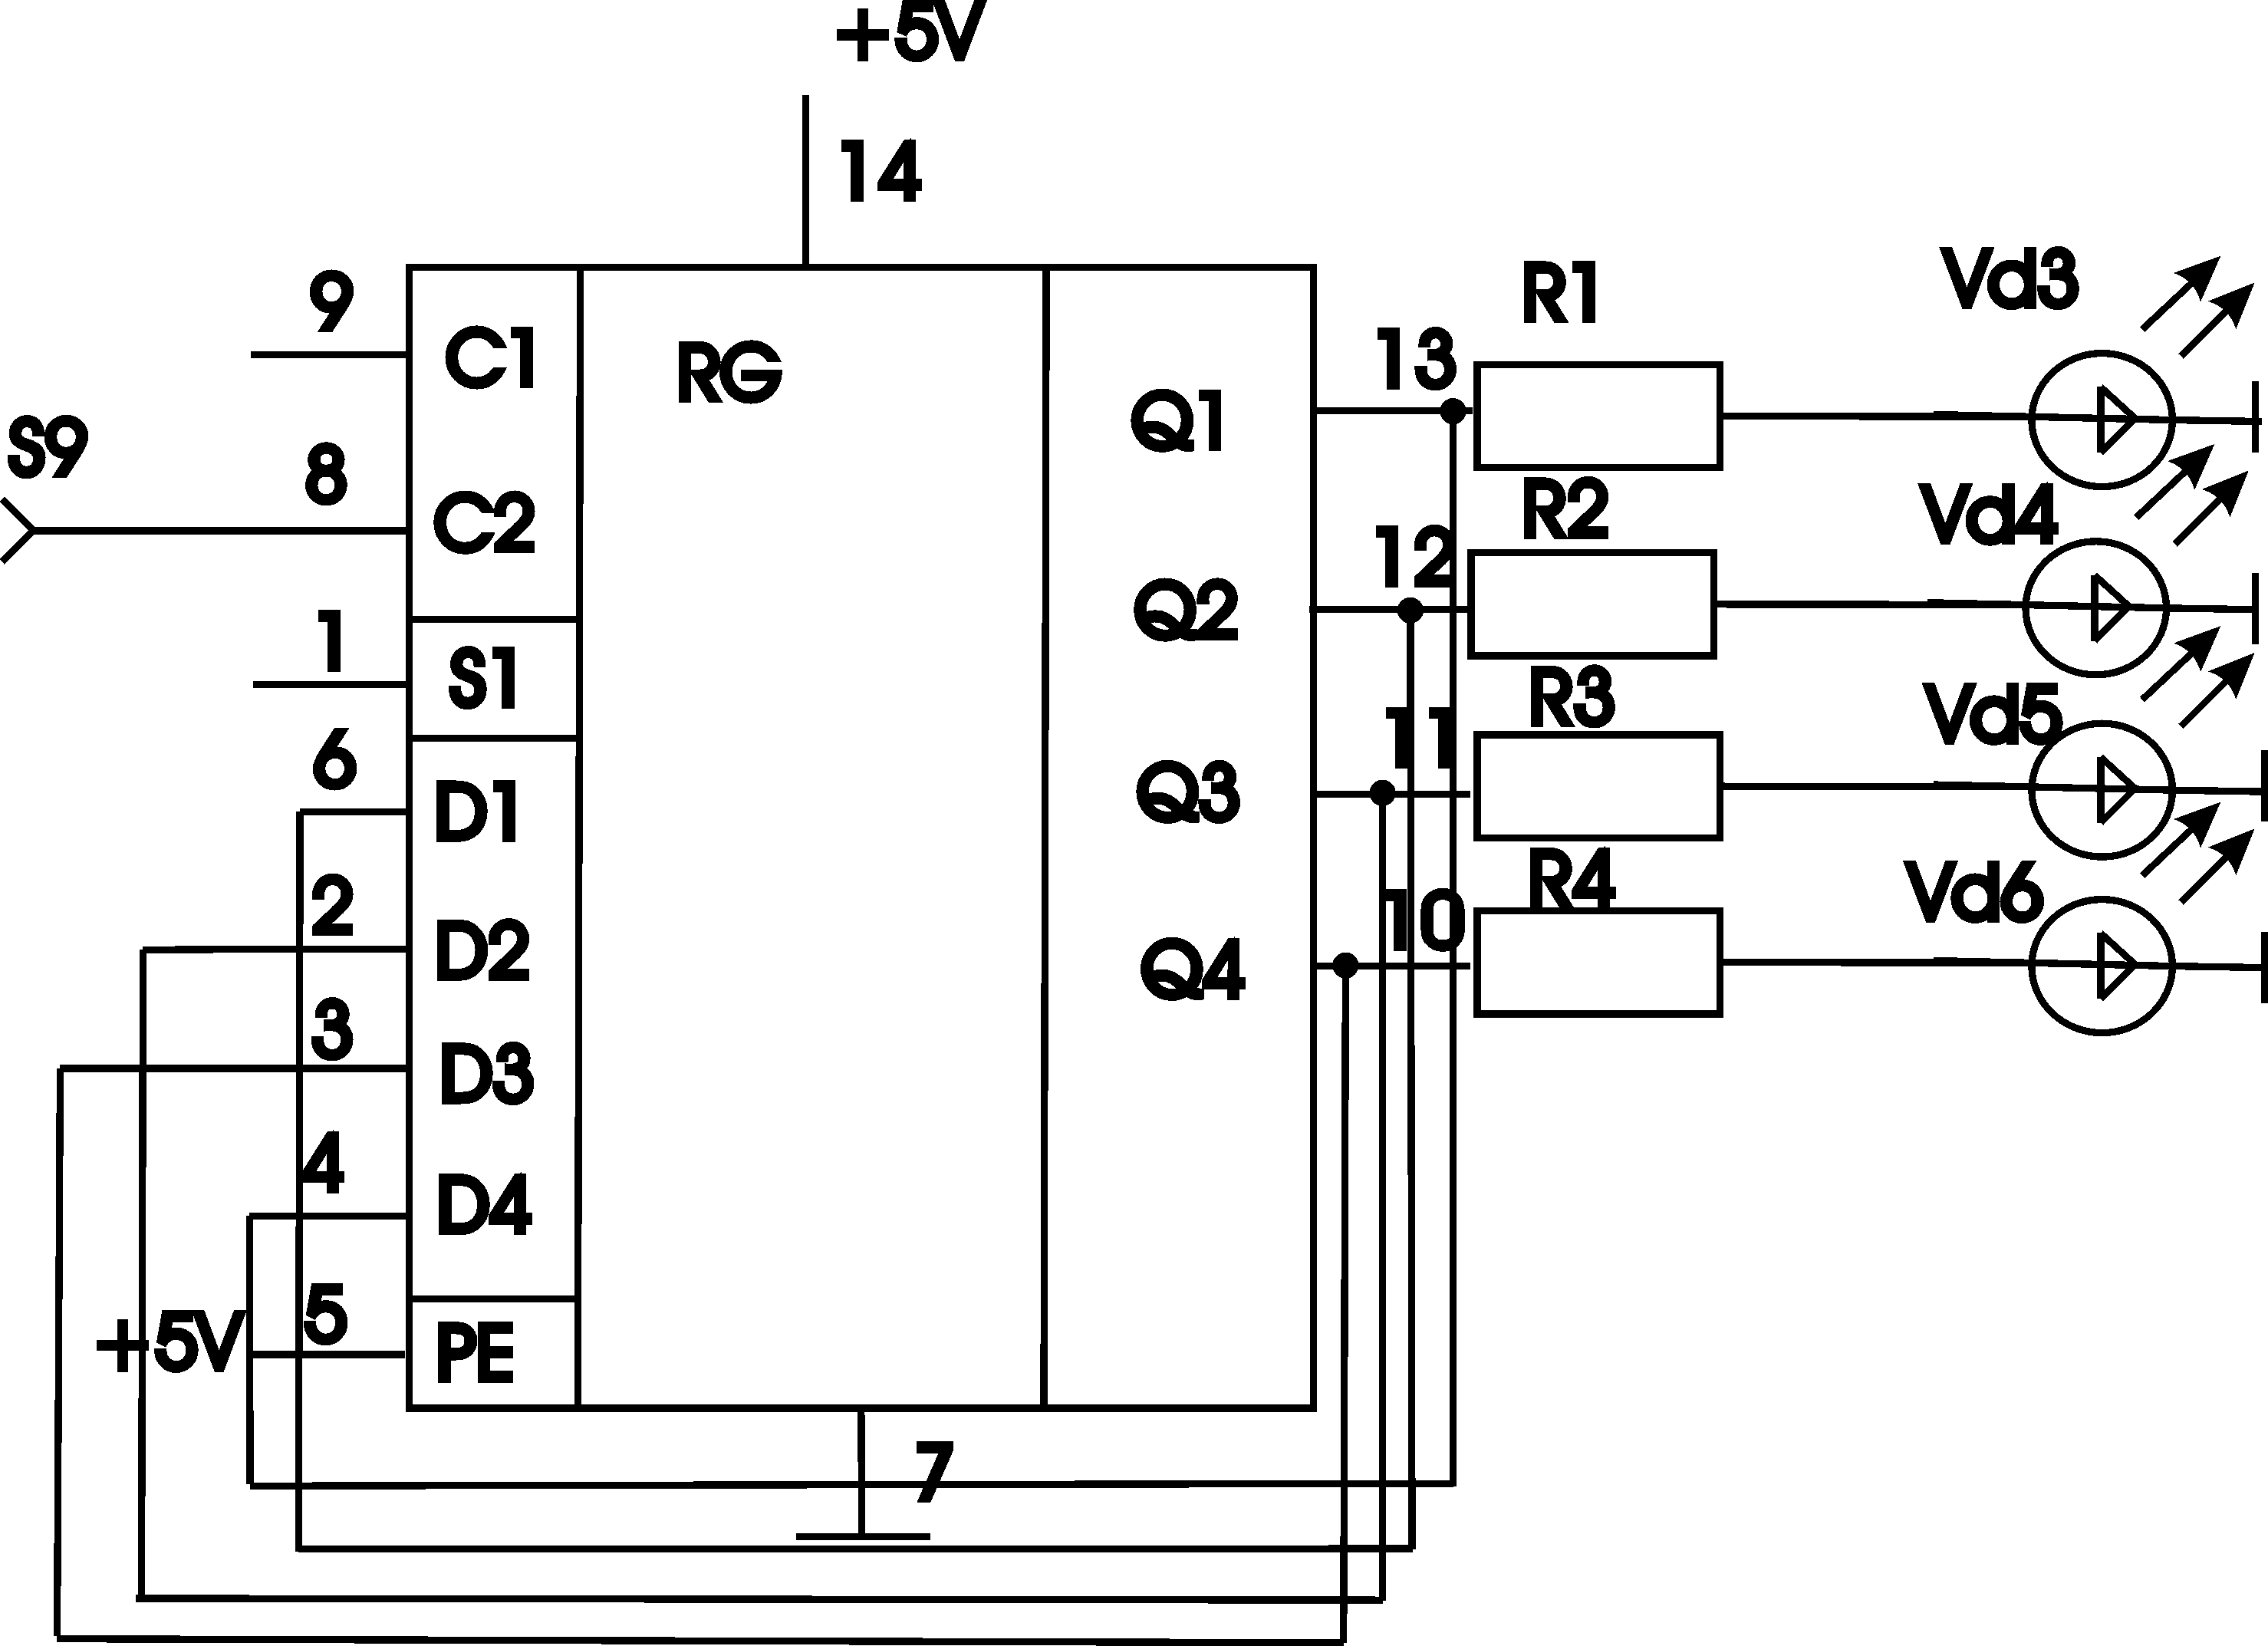 +5V
14
9
C1
RG
13
R1
Vd3
S9
8
C2
Q1
12
R2
Vd4
1
S1
Q2
11
R3
Vd5
6
D1
Q3
10
R4
Vd6
2
D2
Q4
3
D3
4
D4
+5V
5
PE
7